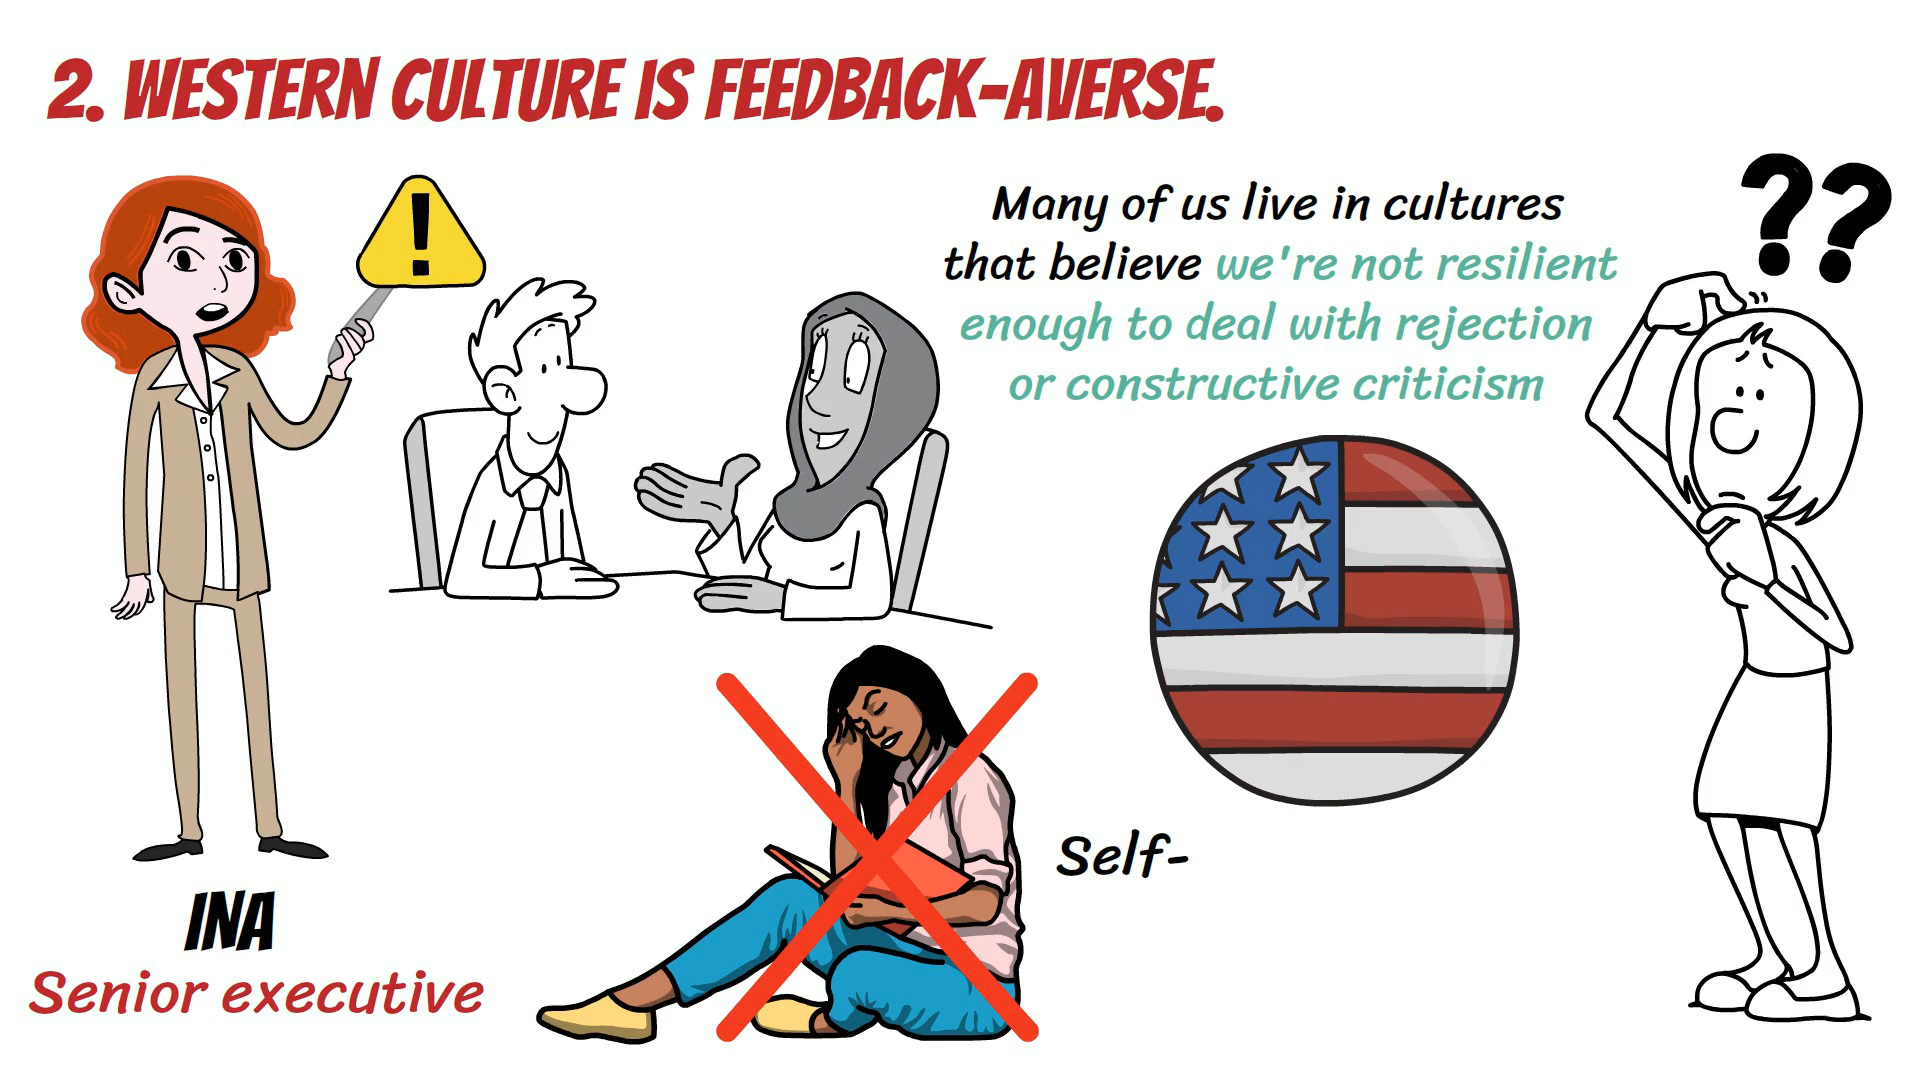 2. WESTERN CULTURE IS FEEDBACK-AVERSE.
Many of us live in cultures
that believe we're not resilient
enough to deal with rejection
or constructive criticism
??
!
Self-
INA
Senior executive